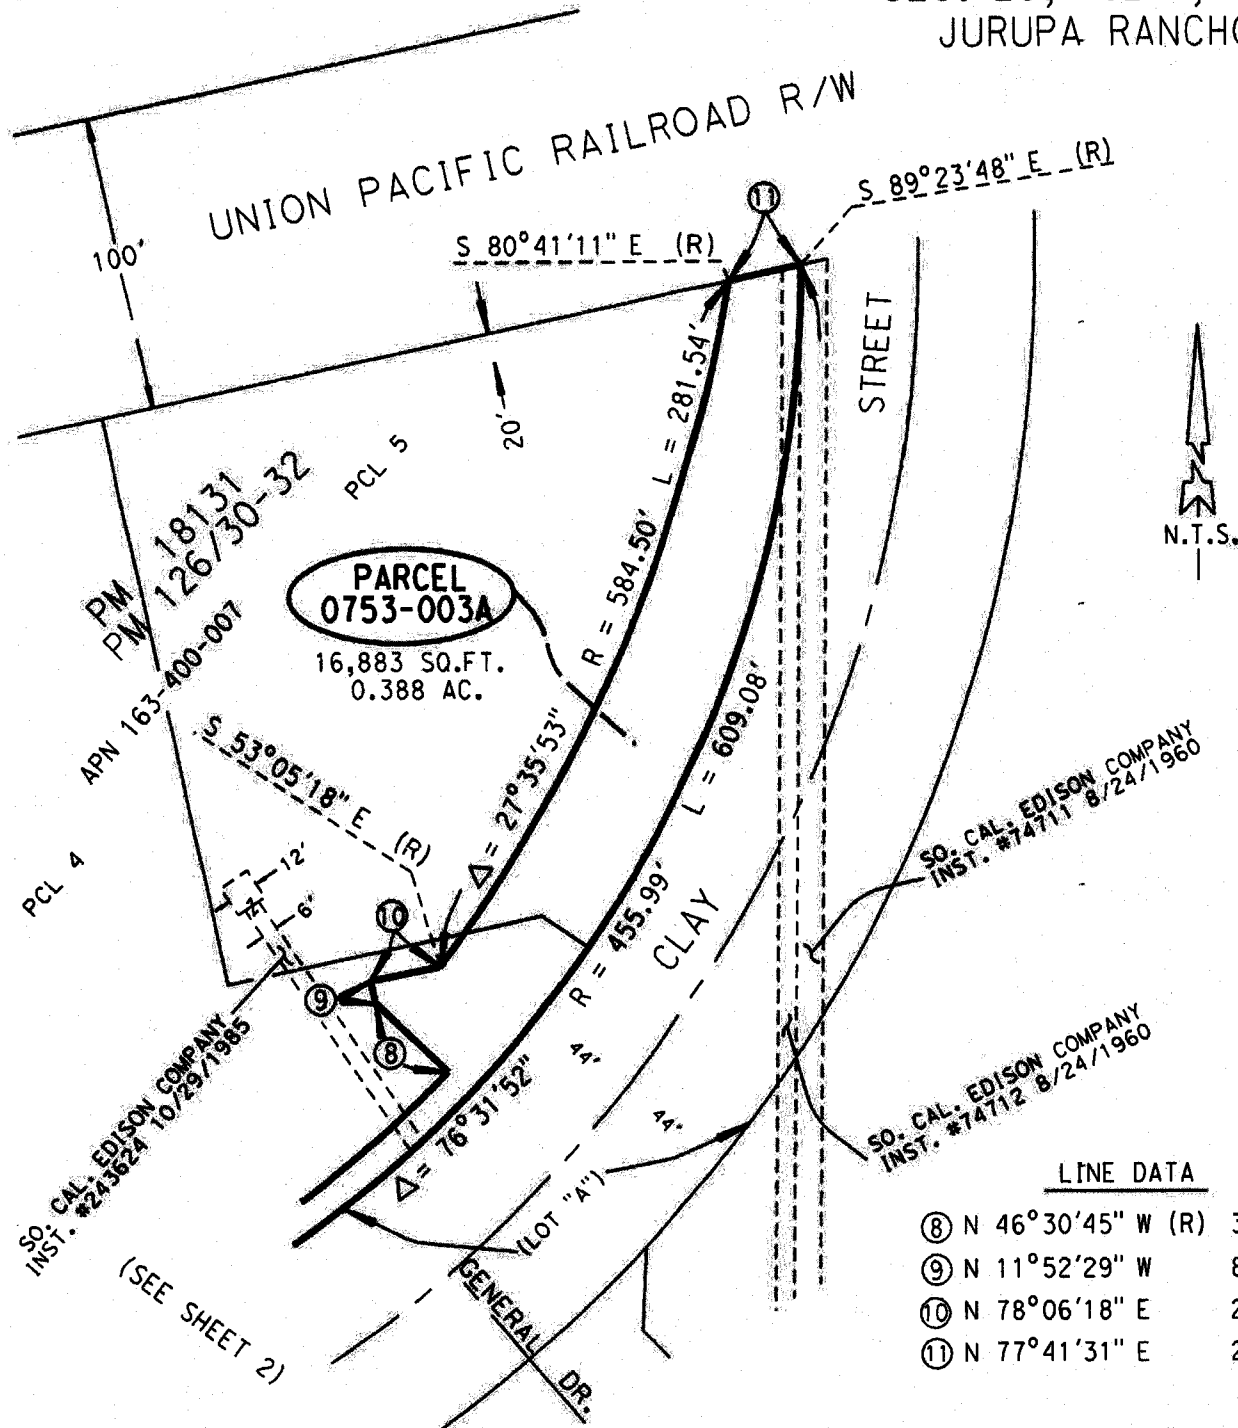 JURUPA RANCHO
UNION PACIFIC RAILROAD R/W
100'
S 89°23'48" E (R)
11
S 80°41'11" E (R)
20'
STREET
L = 281.54'
R = 584.50'
Δ = 27°35'53"
PCL 5
PM 18131
PM 126/30-32
APN 163-400-007
PARCEL
0753-003A
16,883 SQ.FT.
0.388 AC.
N.T.S.
S 53°05'18" E (R)
L = 609.08'
R = 455.99'
Δ = 76°31'52"
CLAY
PCL 4
12'
6'
10
9
8
44'
44'
SO. CAL. EDISON COMPANY
INST. #74711 8/24/1960
SO. CAL. EDISON COMPANY
INST. #74712 8/24/1960
SO. CAL. EDISON COMPANY
INST. #243624 10/29/1985
(LOT "A")
(SEE SHEET 2)
GENERAL DR.
LINE DATA
8 N 46°30'45" W (R) 3
9 N 11°52'29" W 8
10 N 78°06'18" E 2
11 N 77°41'31" E 2